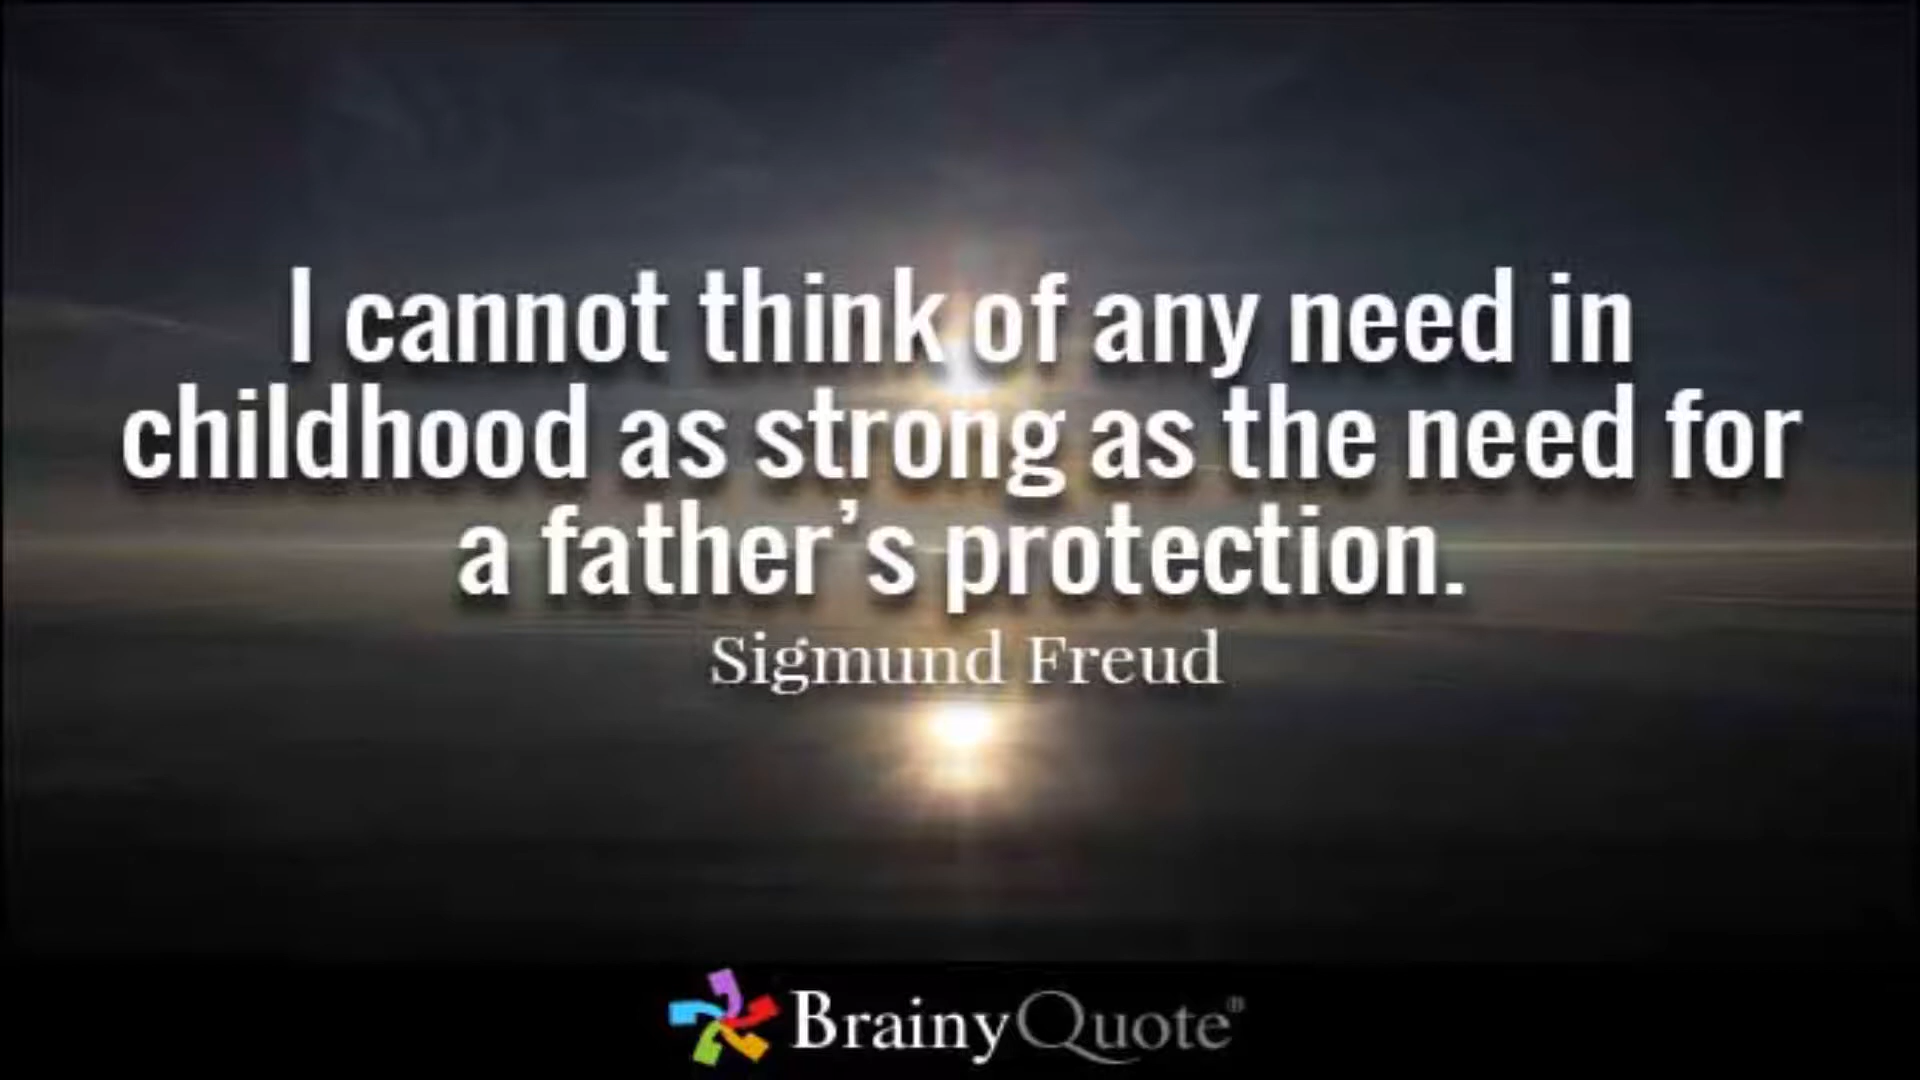 I cannot think of any need in
childhood as strong as the need for
a father's protection.
Sigmund Freud
BrainyQuote®